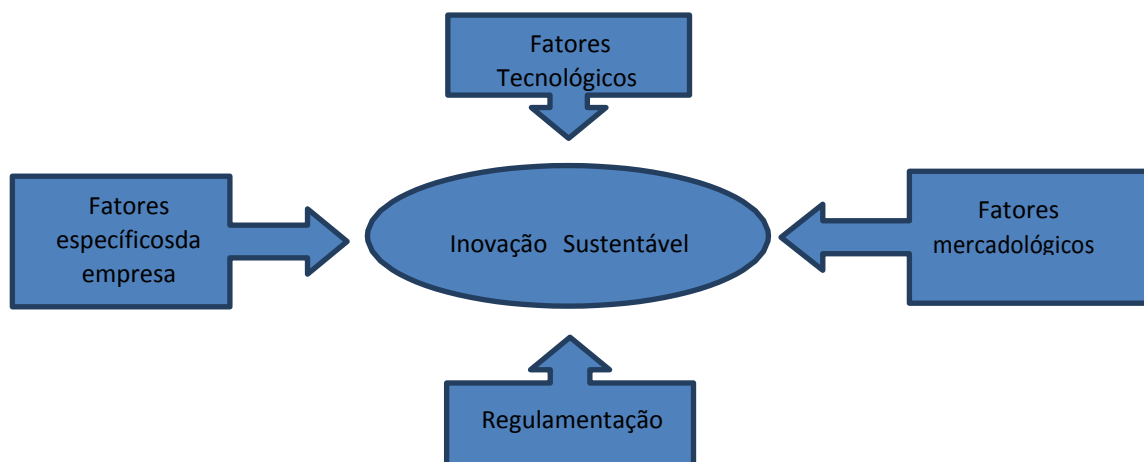 Fatores
Tecnológicos
Fatores
específicosda
empresa
Inovação Sustentável
Fatores
mercadológicos
Regulamentação